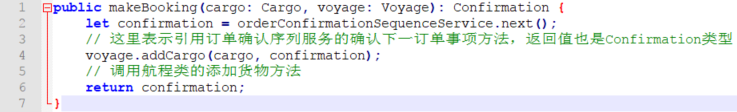 1 public makeBooking(cargo: Cargo, voyage: Voyage): Confirmation {
2 let confirmation = orderConfirmationSequenceService.next();
3 // 这里表示引用订单确认序列服务的确认下一订单事项方法，返回值也是Confirmation类型
4 voyage.addCargo(cargo, confirmation);
5 // 调用航程类的添加货物方法
6 return confirmation;
7 }